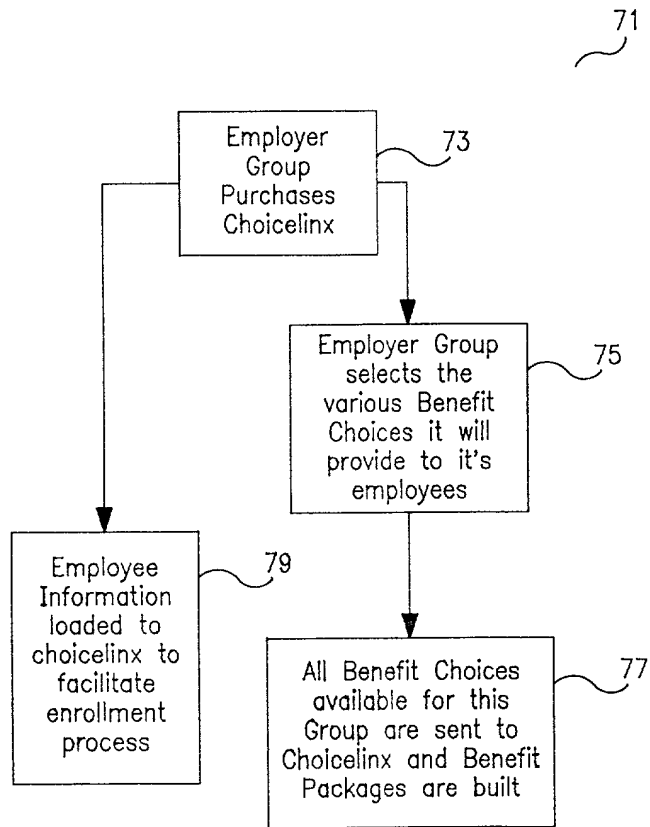 71
Employer
Group
Purchases
Choicelinx
73
Employer Group
selects the
various Benefit
Choices it will
provide to it's
employees
75
Employee
Information
loaded to
choicelinx to
facilitate
enrollment
process
79
All Benefit Choices
available for this
Group are sent to
Choicelinx and Benefit
Packages are built
77